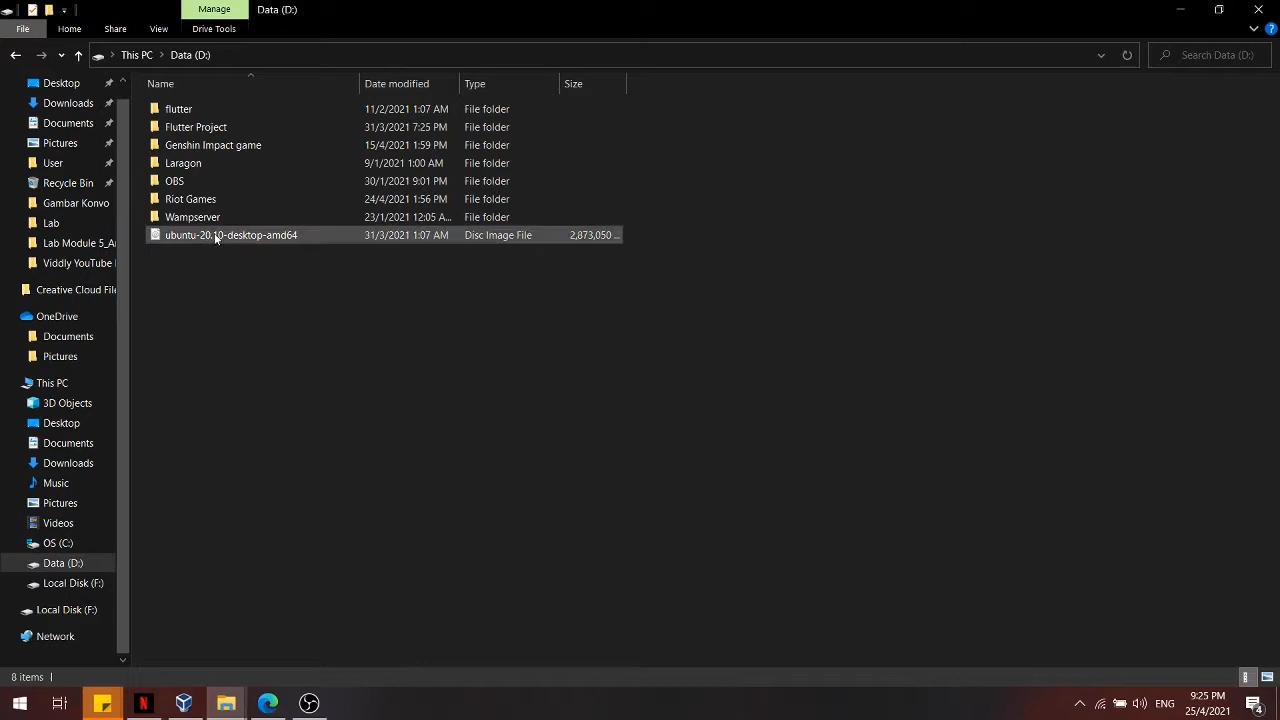 Manage
Data (D:)
File
Home
Share
View
Drive Tools
This PC
Data (D:)
Search Data (D:)
Name
Date modified
Type
Size
flutter 11/2/2021 1:07 AM File folder
Flutter Project 31/3/2021 7:25 PM File folder
Genshin Impact game 15/4/2021 1:59 PM File folder
Laragon 9/1/2021 1:00 AM File folder
OBS 30/1/2021 9:01 PM File folder
Riot Games 24/4/2021 1:56 PM File folder
Wampserver 23/1/2021 12:05 A... File folder
ubuntu-20.10-desktop-amd64 31/3/2021 1:07 AM Disc Image File 2,873,050 ...
Desktop
Downloads
Documents
Pictures
User
Recycle Bin
Gambar Konvo
Lab
Lab Module 5_A
Viddly YouTube
Creative Cloud File
OneDrive
Documents
Pictures
This PC
3D Objects
Desktop
Documents
Downloads
Music
Pictures
Videos
OS (C:)
Data (D:)
Local Disk (F:)
Local Disk (F:)
Network
8 items
N
ENG
9:25 PM
25/4/2021
4